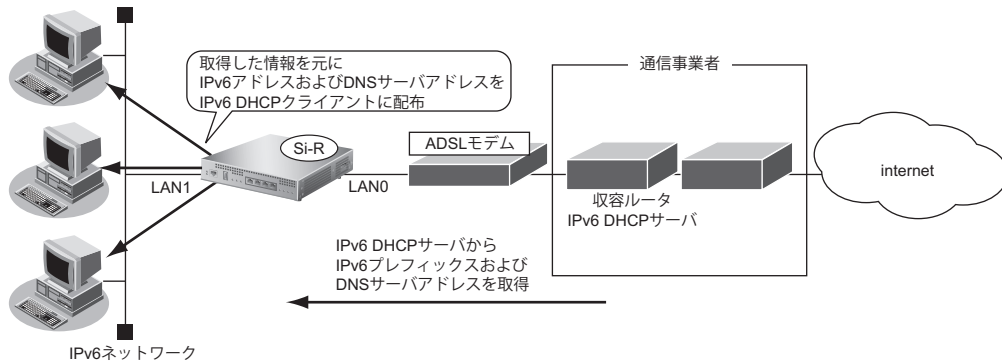 取得した情報を元に
IPv6アドレスおよびDNSサーバアドレスを
IPv6 DHCPクライアントに配布
通信事業者
Si-R
ADSLモデム
internet
LAN1
LAN0
収容ルータ
IPv6 DHCPサーバ
IPv6 DHCPサーバから
IPv6プレフィックスおよび
DNSサーバアドレスを取得
IPv6ネットワーク